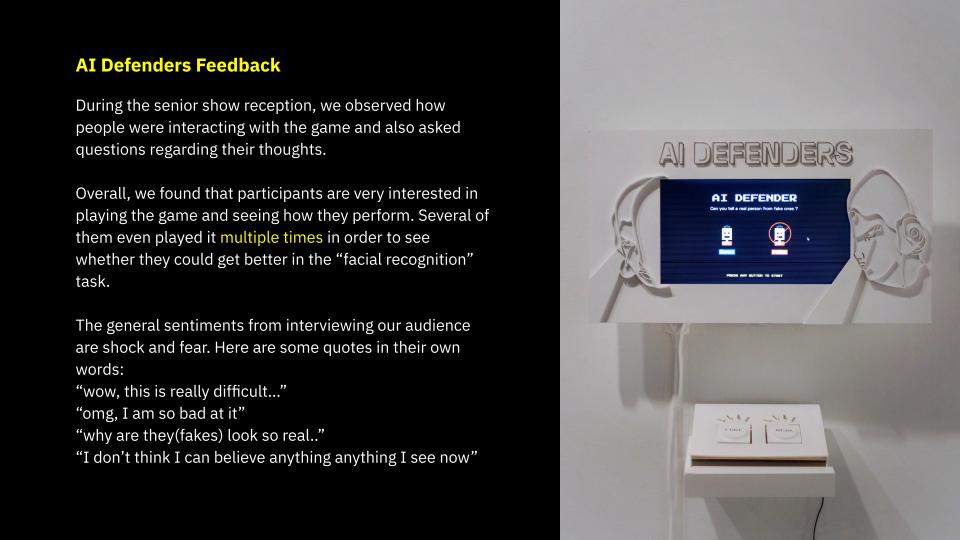 AI Defenders Feedback
During the senior show reception, we observed how
people were interacting with the game and also asked
questions regarding their thoughts.
Overall, we found that participants are very interested in
playing the game and seeing how they perform. Several of
them even played it multiple times in order to see
whether they could get better in the “facial recognition”
task.
The general sentiments from interviewing our audience
are shock and fear. Here are some quotes in their own
words:
“wow, this is really difficult...”
“omg, I am so bad at it”
“why are they(fakes) look so real..”
“I don’t think I can believe anything anything I see now”
AI DEFENDERS
AI DEFENDER
Can you tell a real person from fake ones ?
PRESS ANY BUTTON TO START